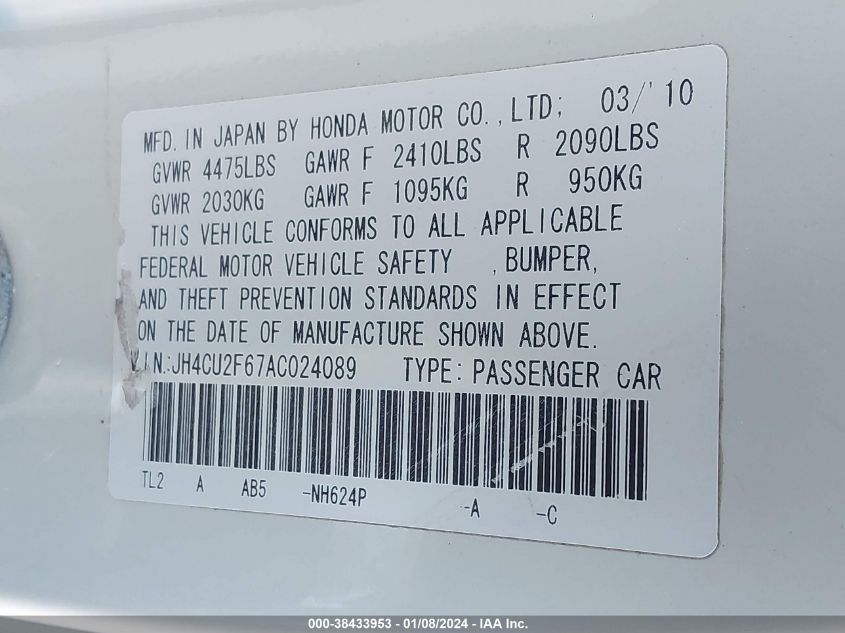 MFD. IN JAPAN BY HONDA MOTOR CO., LTD; 03/'10
GVWR 4475LBS GAWR F 2410LBS R 2090LBS
GVWR 2030KG GAWR F 1095KG R 950KG
THIS VEHICLE CONFORMS TO ALL APPLICABLE
FEDERAL MOTOR VEHICLE SAFETY , BUMPER,
AND THEFT PREVENTION STANDARDS IN EFFECT
ON THE DATE OF MANUFACTURE SHOWN ABOVE.
VIN.:JH4CU2F67AC024089 TYPE: PASSENGER CAR
TL2 A AB5 -NH624P -A -C
000-38433953 - 01/08/2024 - IAA Inc.